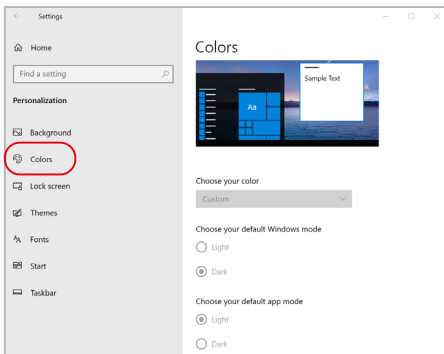 Settings
Home
Find a setting
Personalization
Background
Colors
Lock screen
Themes
Fonts
Start
Taskbar
Colors
Sample Text
Aa
Choose your color
Custom
Choose your default Windows mode
Light
Dark
Choose your default app mode
Light
Dark